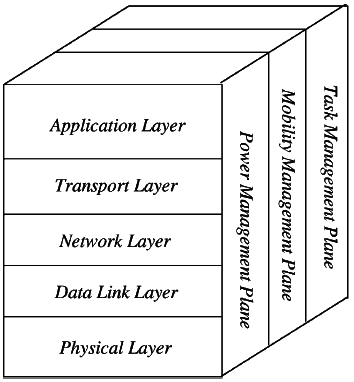 Application Layer
Transport Layer
Network Layer
Data Link Layer
Physical Layer
Power Management Plane
Mobility Management Plane
Task Management Plane